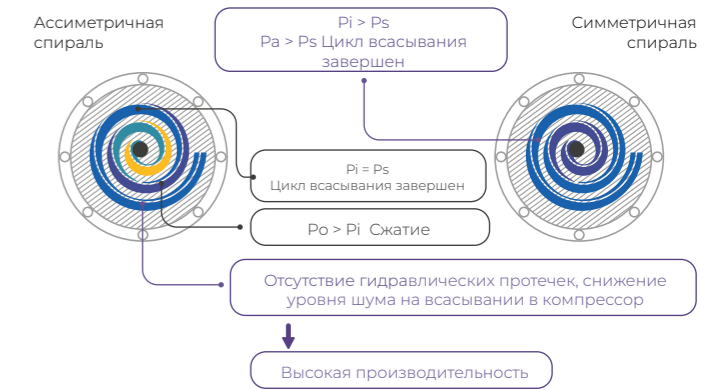 Ассиметричная
спираль
Pi > Ps
Pa > Ps Цикл всасывания
завершен
Симметричная
спираль
Pi = Ps
Цикл всасывания завершен
Po > Pi Сжатие
Отсутствие гидравлических протечек, снижение
уровня шума на всасывании в компрессор
Высокая производительность